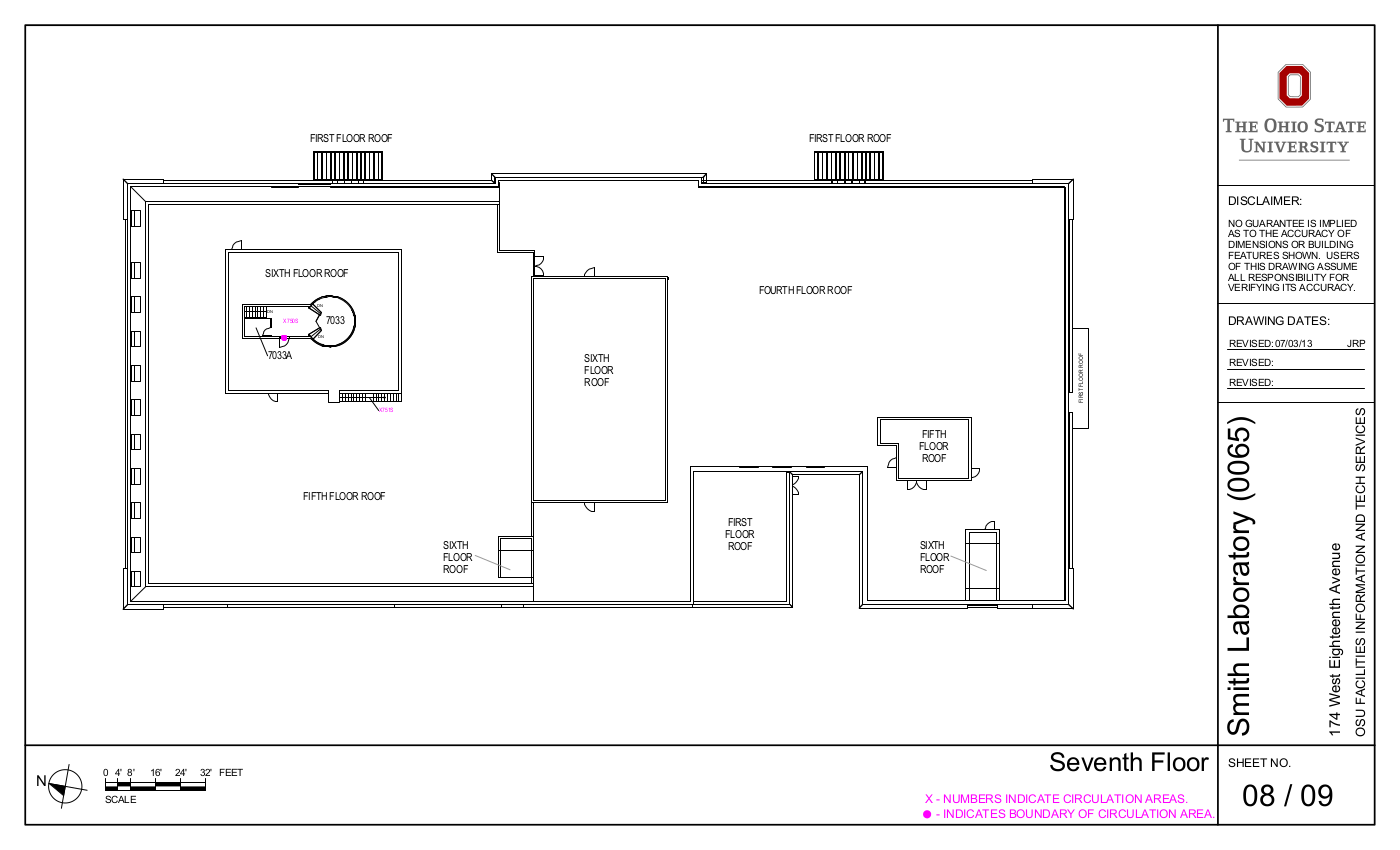 FIRST FLOOR ROOF
FIRST FLOOR ROOF
SIXTH FLOOR ROOF
DN
DN
7033
DN
7033A
X751S
FOURTH FLOOR ROOF
SIXTH
FLOOR
ROOF
FIRST FLOOR ROOF
FIFTH
FLOOR
ROOF
FIFTH FLOOR ROOF
FIRST
FLOOR
ROOF
SIXTH
FLOOR
ROOF
SIXTH
FLOOR
ROOF
THE OHIO STATE
UNIVERSITY
DISCLAIMER:
NO GUARANTEE IS IMPLIED
AS TO THE ACCURACY OF
DIMENSIONS OR BUILDING
FEATURES SHOWN. USERS
OF THIS DRAWING ASSUME
ALL RESPONSIBILITY FOR
VERIFYING ITS ACCURACY.
DRAWING DATES:
REVISED: 07/03/13 JRP
REVISED:
REVISED:
Smith Laboratory (0065)
174 West Eighteenth Avenue
OSU FACILITIES INFORMATION AND TECH SERVICES
N
0 4' 8' 16' 24' 32' FEET
SCALE
Seventh Floor
X - NUMBERS INDICATE CIRCULATION AREAS.
- INDICATES BOUNDARY OF CIRCULATION AREA.
SHEET NO.
08 / 09